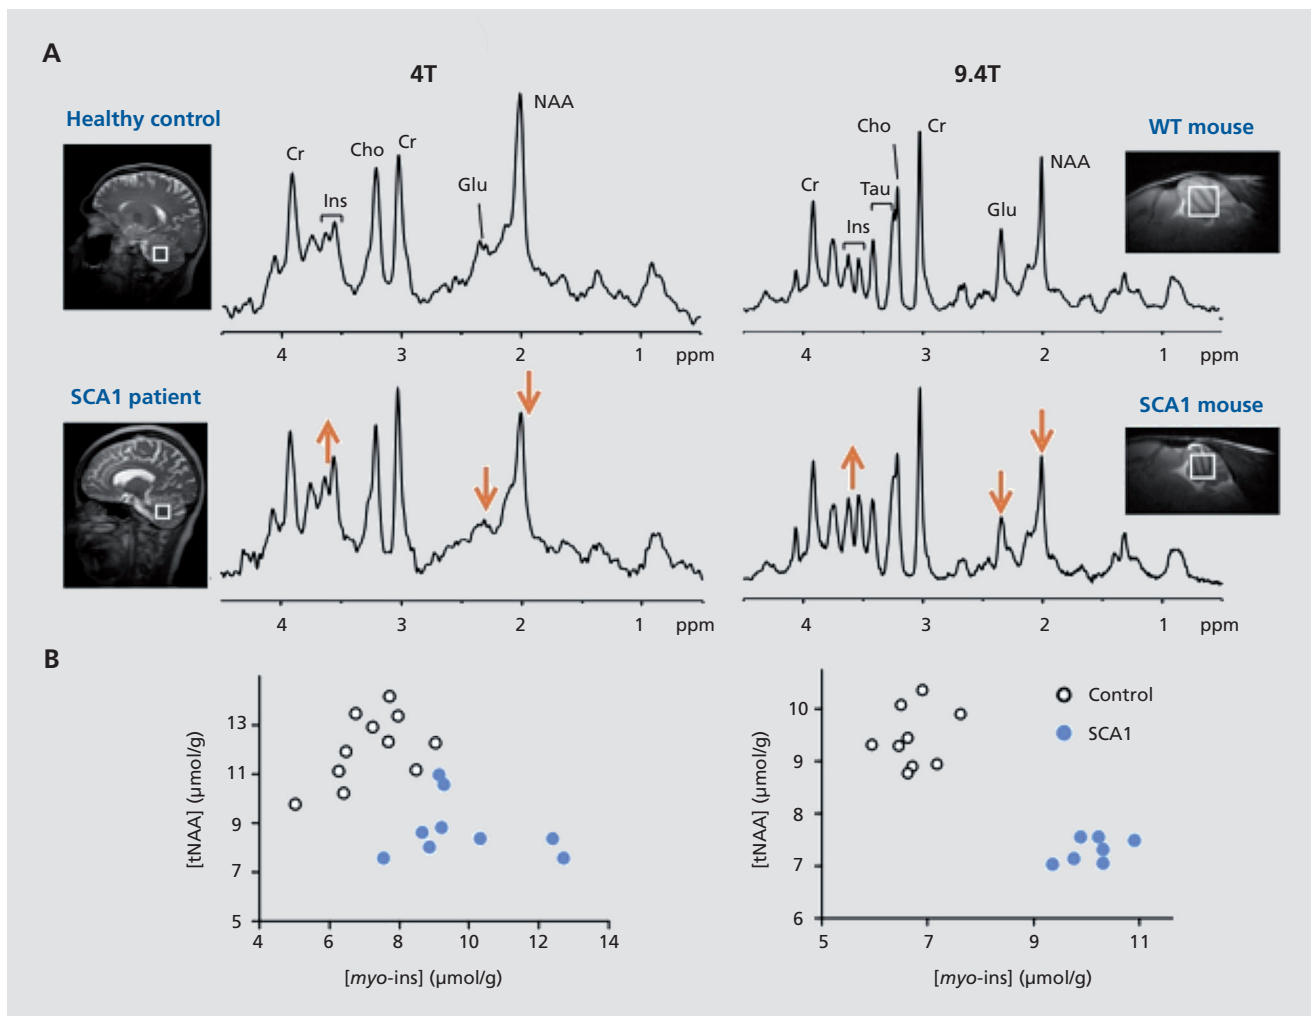 A
4T
9.4T
Healthy control
WT mouse
Cr
Ins
Cho
Cr
Glu
NAA
Cr
Ins
Tau
Cho
Cr
Glu
NAA
4 3 2 1 ppm
4 3 2 1 ppm
SCA1 patient
SCA1 mouse
4 3 2 1 ppm
4 3 2 1 ppm
B
[tNAA] (µmol/g)
13
11
9
7
5
4 6 8 10 12 14
[myo-ins] (µmol/g)
[tNAA] (µmol/g)
10
9
8
7
6
5 7 9 11
[myo-ins] (µmol/g)
Control
SCA1